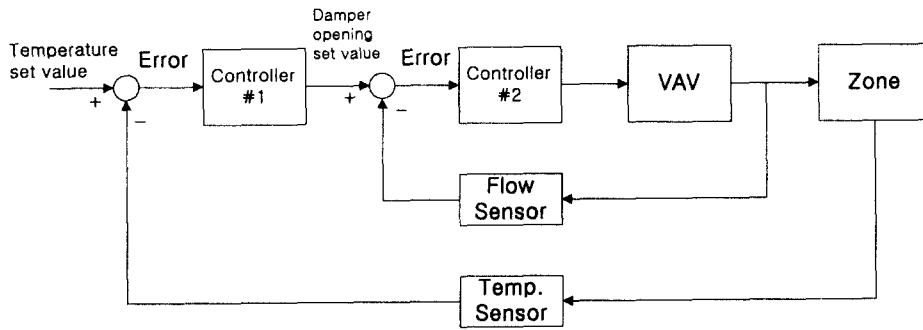 Temperature
set value
+
−
Error
Controller
#1
Damper
opening
set value
+
−
Error
Controller
#2
VAV
Zone
Flow
Sensor
Temp.
Sensor